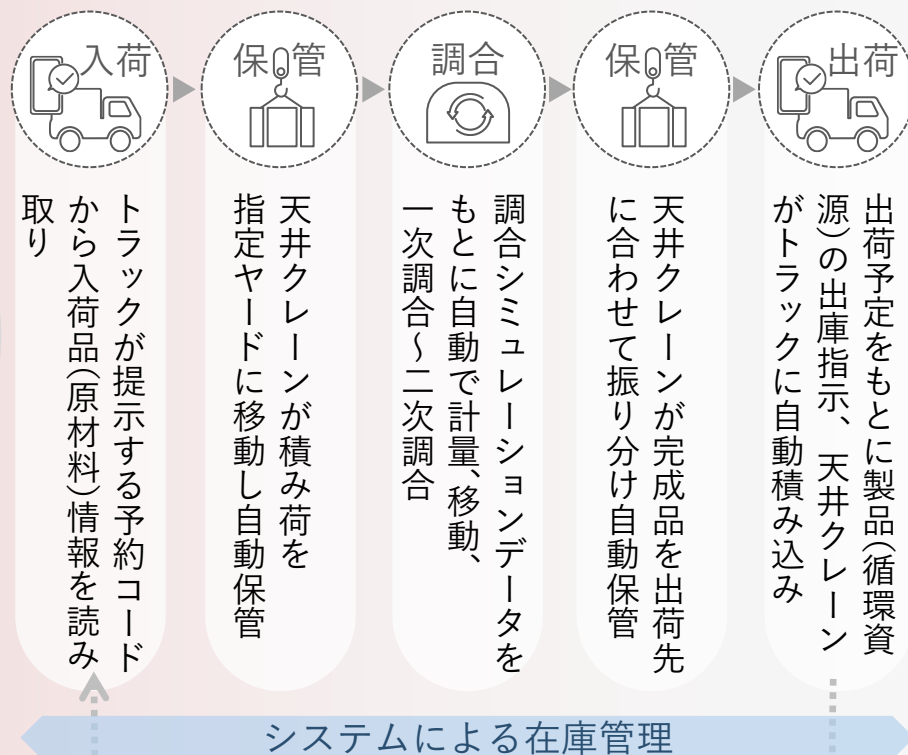 入荷
トラックが提示する予約コード
から入荷品(原材料)情報を読み
取り
保管
天井クレーンが積み荷を
指定ヤードに移動し自動保管
調合
調合シミュレーションデータを
もとに自動で計量、移動、
一次調合～二次調合
保管
天井クレーンが完成品を出荷先
に合わせて振り分け自動保管
出荷
出荷予定をもとに製品(循環資
源)の出庫指示、天井クレーン
がトラックに自動積み込み
システムによる在庫管理